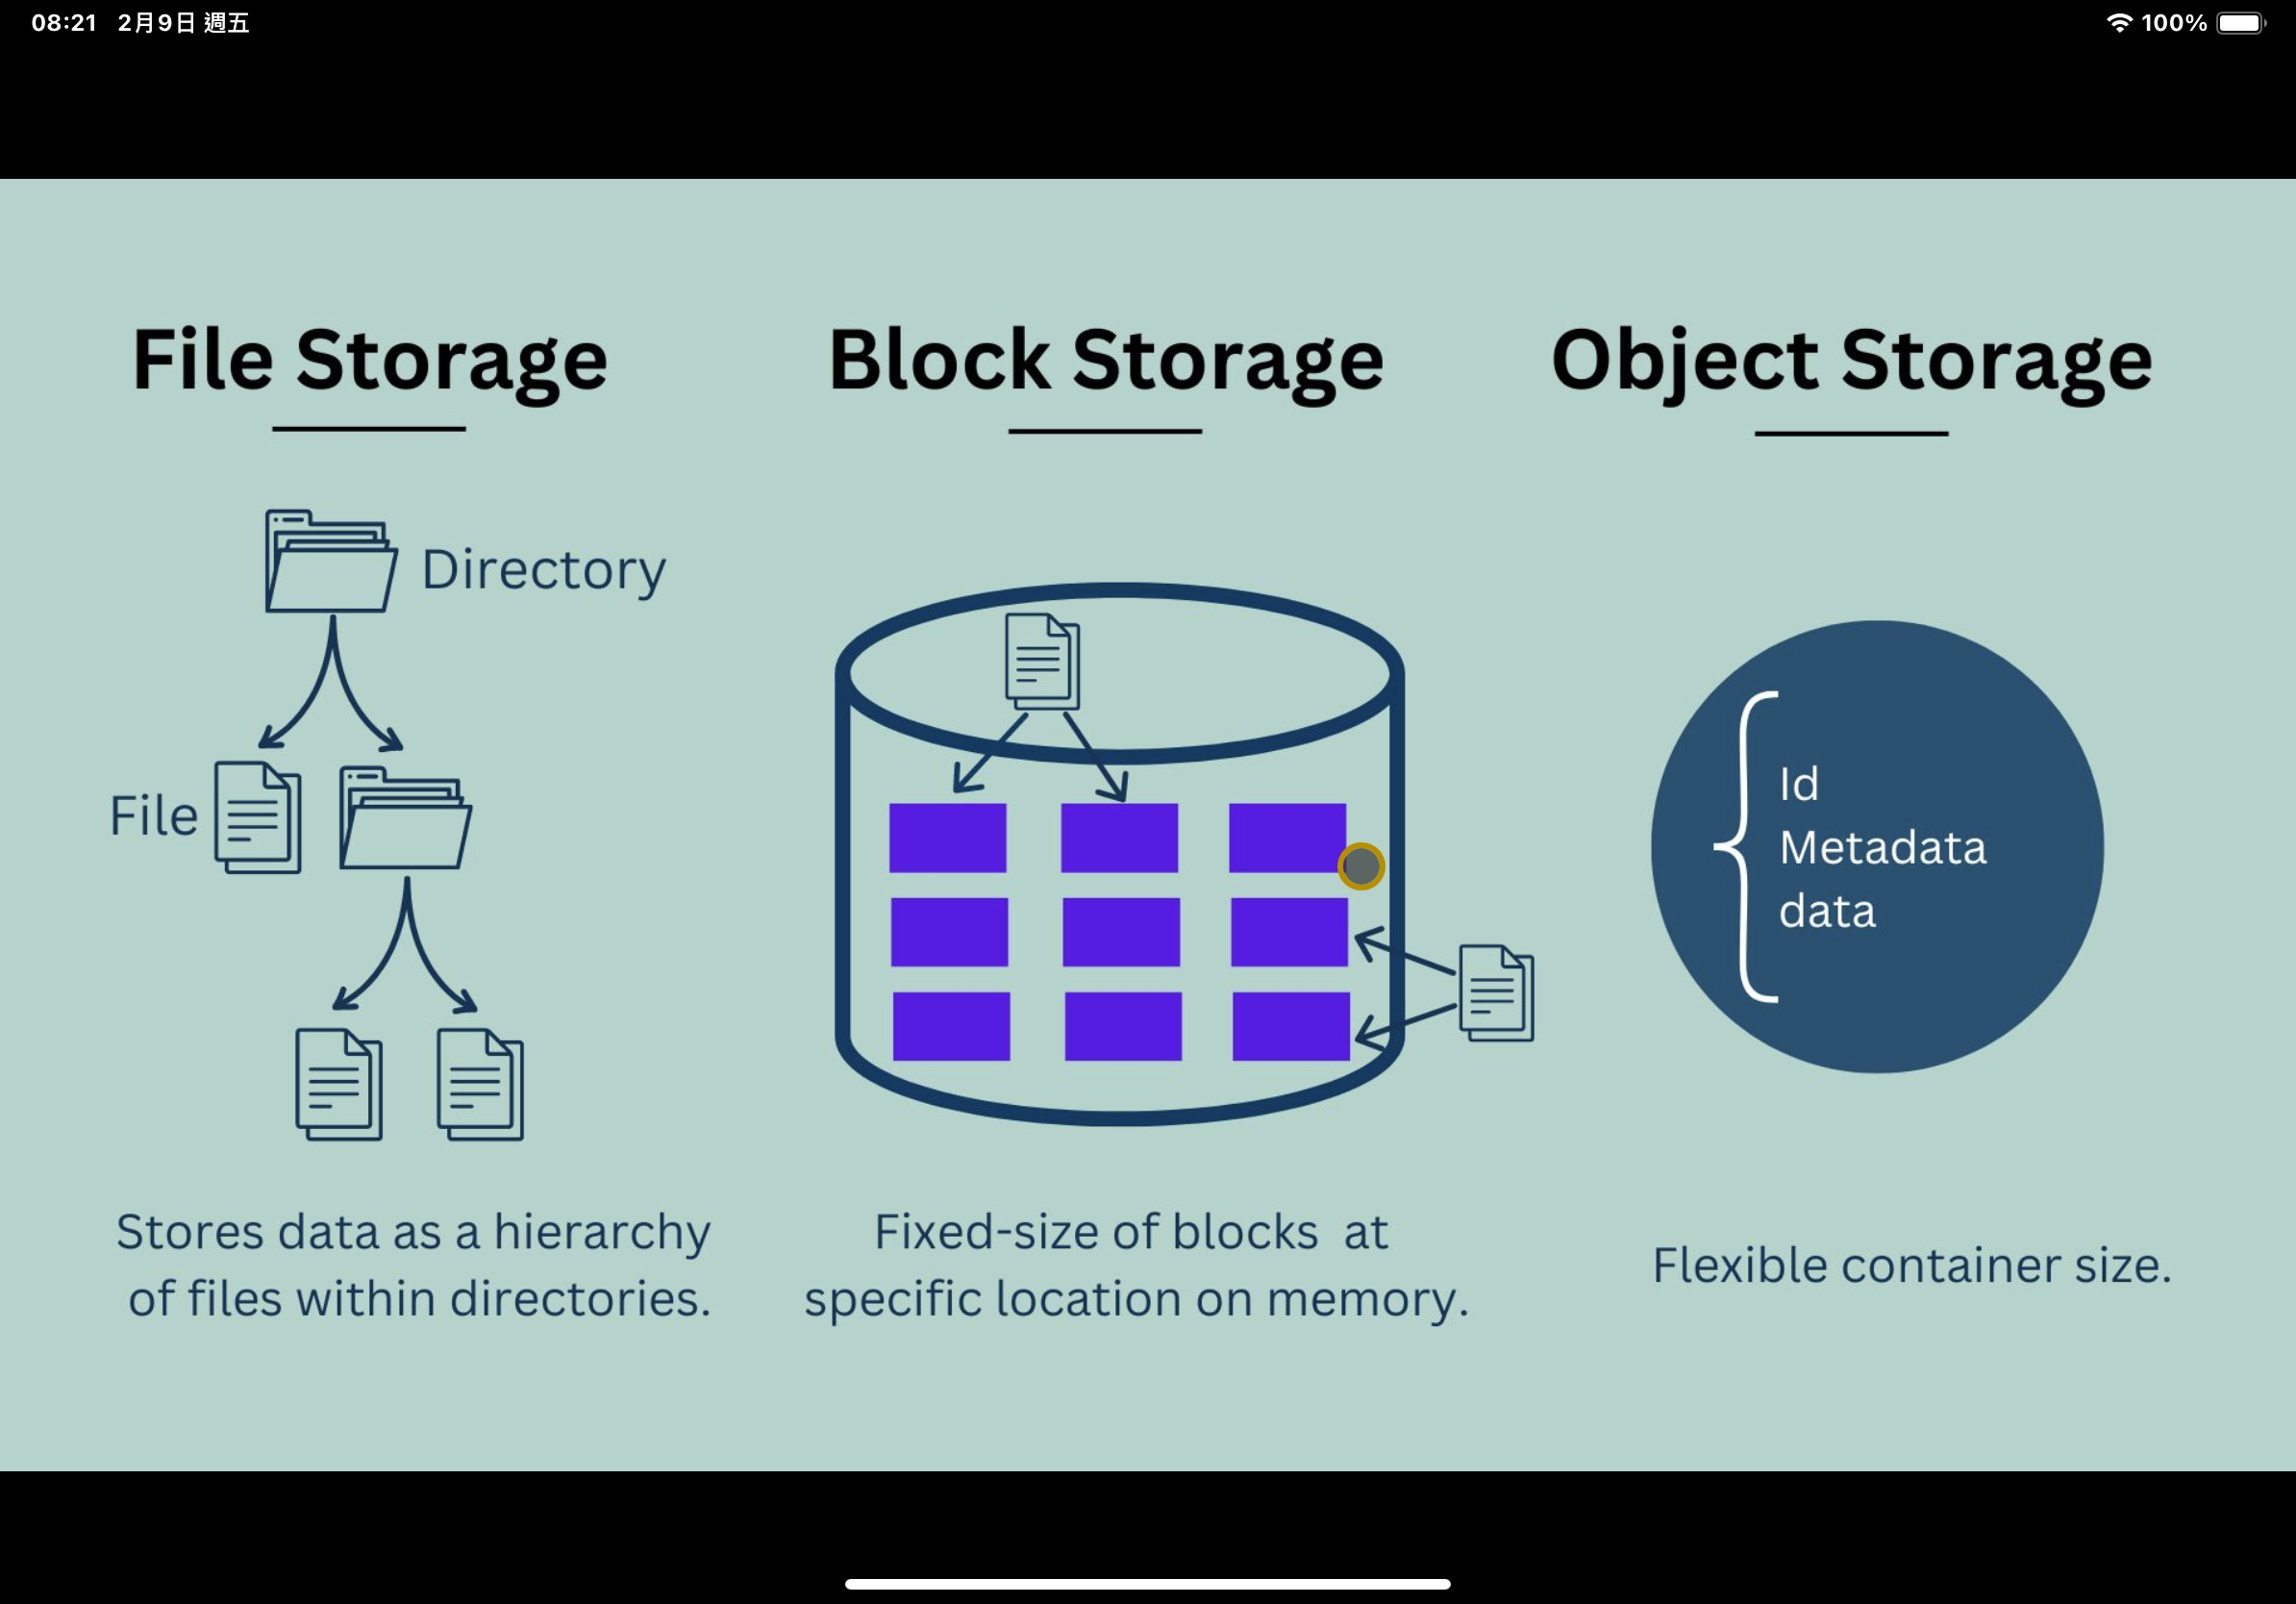 08:21 2月9日 週五
100%
File Storage
Block Storage
Object Storage
Directory
File
Id
Metadata
data
Stores data as a hierarchy
of files within directories.
Fixed-size of blocks at
specific location on memory.
Flexible container size.